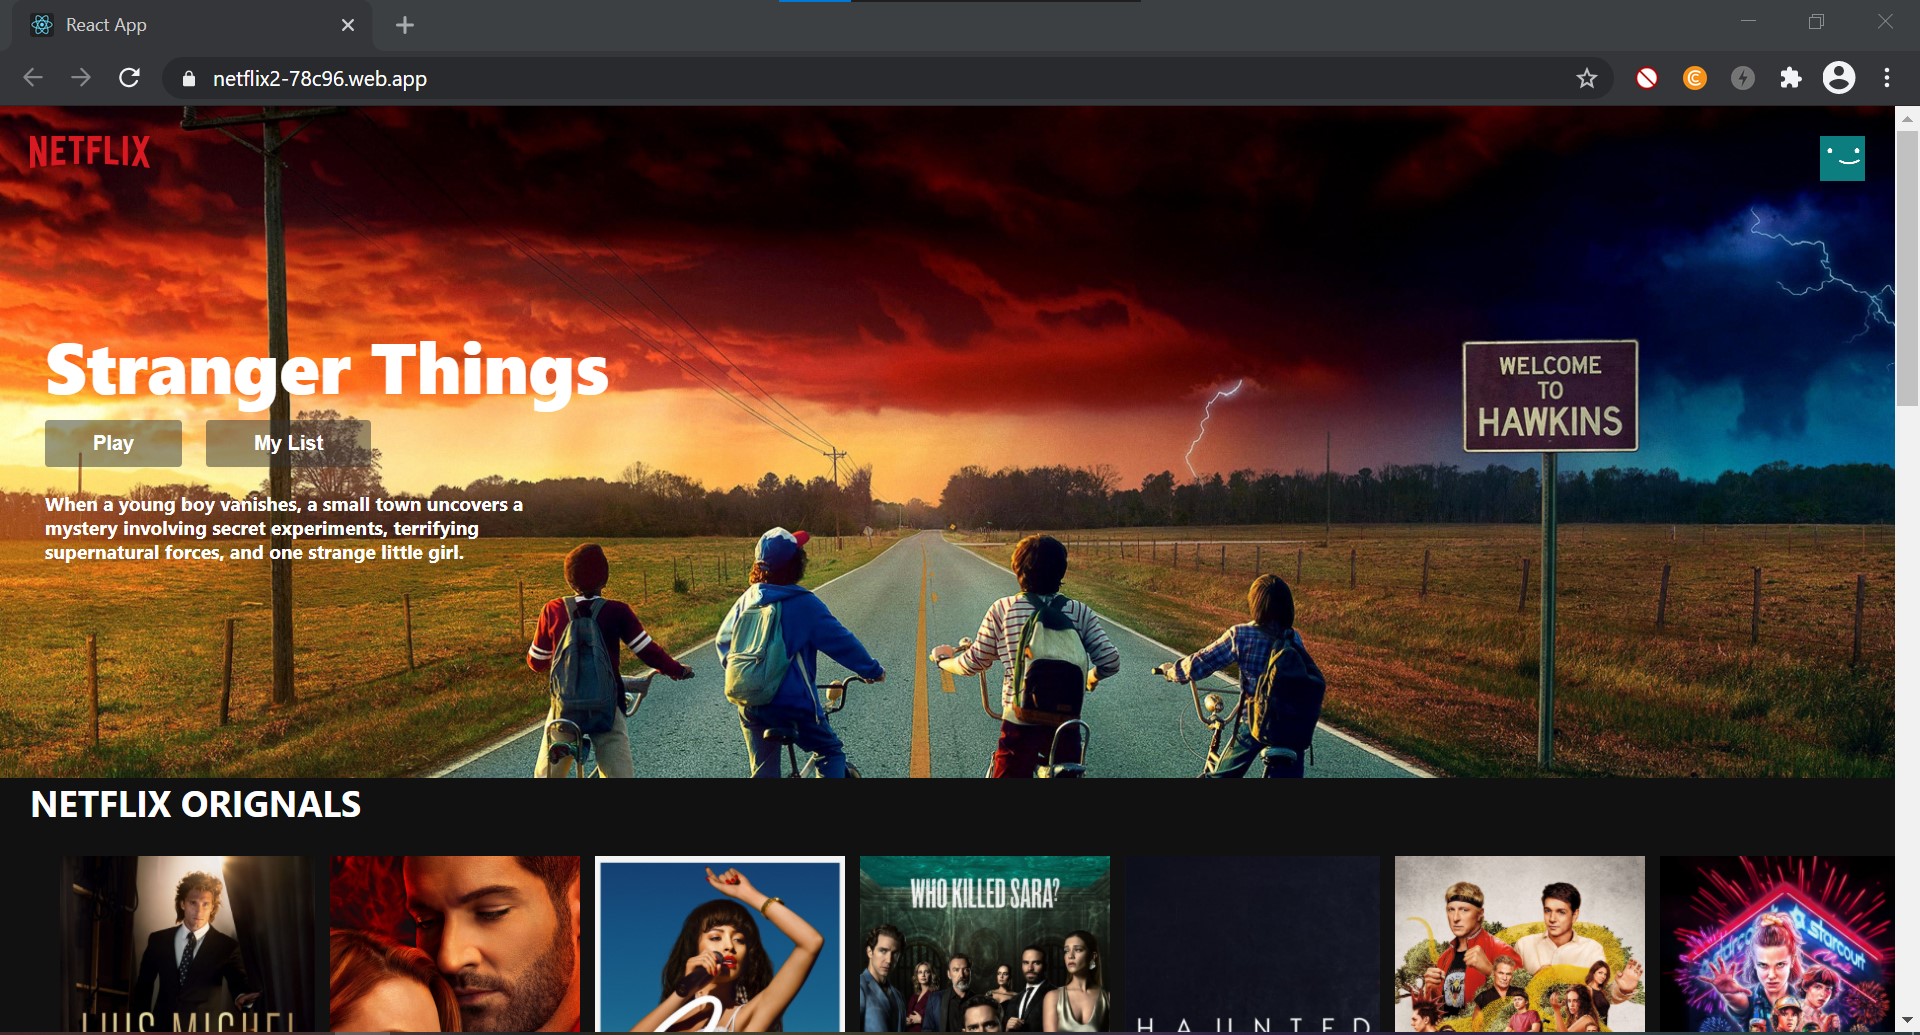 React App
netflix2-78c96.web.app
NETFLIX
Stranger Things
Play
My List
When a young boy vanishes, a small town uncovers a
mystery involving secret experiments, terrifying
supernatural forces, and one strange little girl.
WELCOME
TO
HAWKINS
NETFLIX ORIGNALS
LUIS MIGUEL
WHO KILLED SARA?
HAUNTED
starcourt